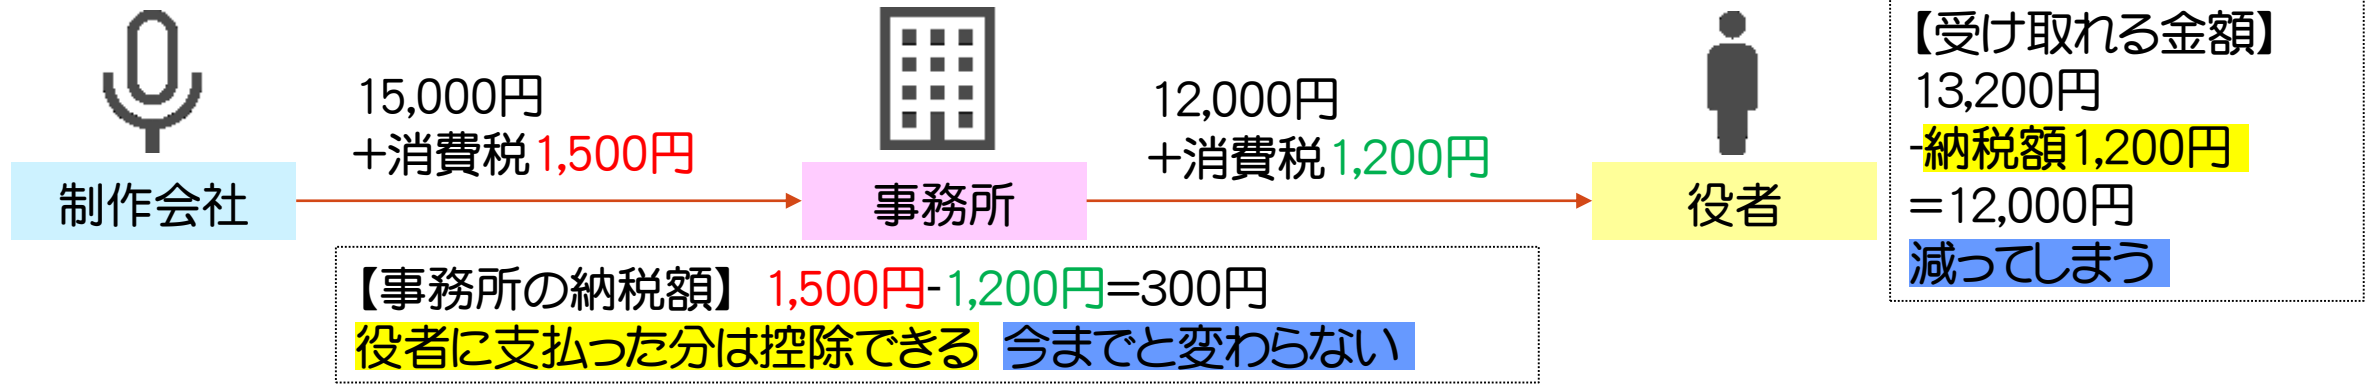 制作会社
15,000円
＋消費税1,500円
事務所
12,000円
＋消費税1,200円
役者
【事務所の納税額】 1,500円-1,200円＝300円
役者に支払った分は控除できる 今までと変わらない
【受け取れる金額】
13,200円
-納税額1,200円
＝12,000円
減ってしまう